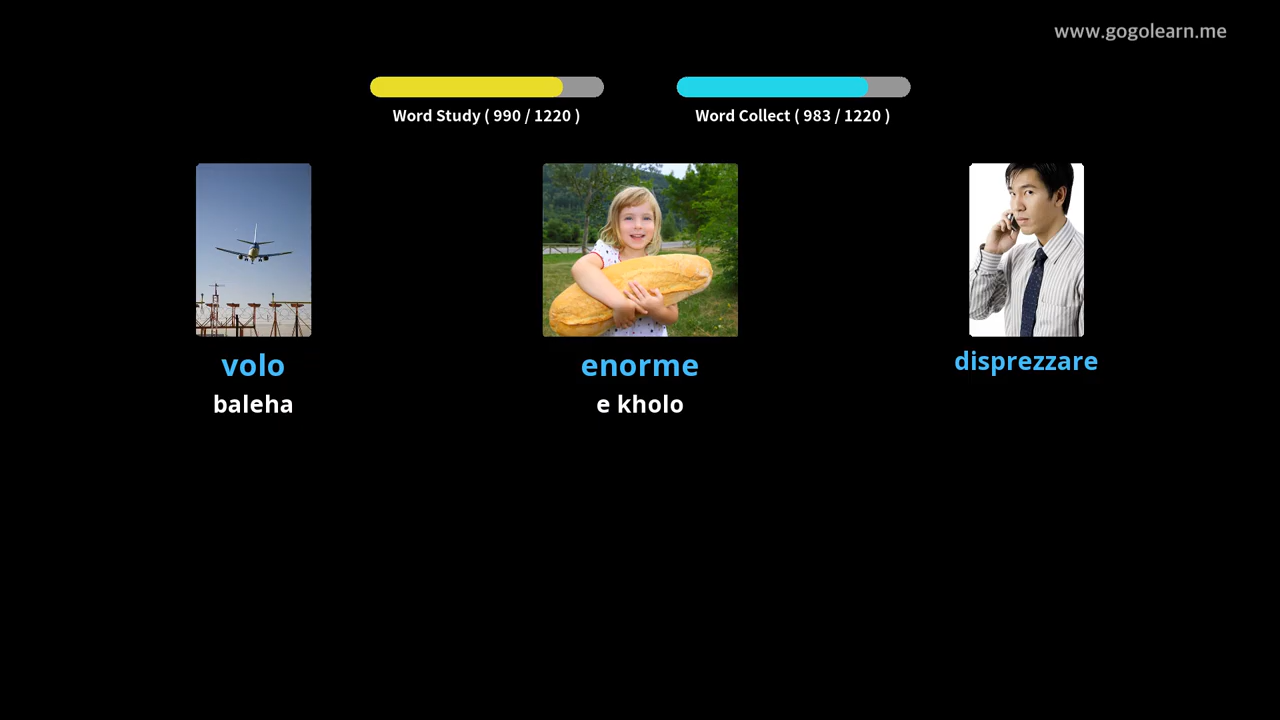 www.gogolearn.me
Word Study ( 990 / 1220 )
Word Collect ( 983 / 1220 )
volo
enorme
disprezzare
baleha
e kholo